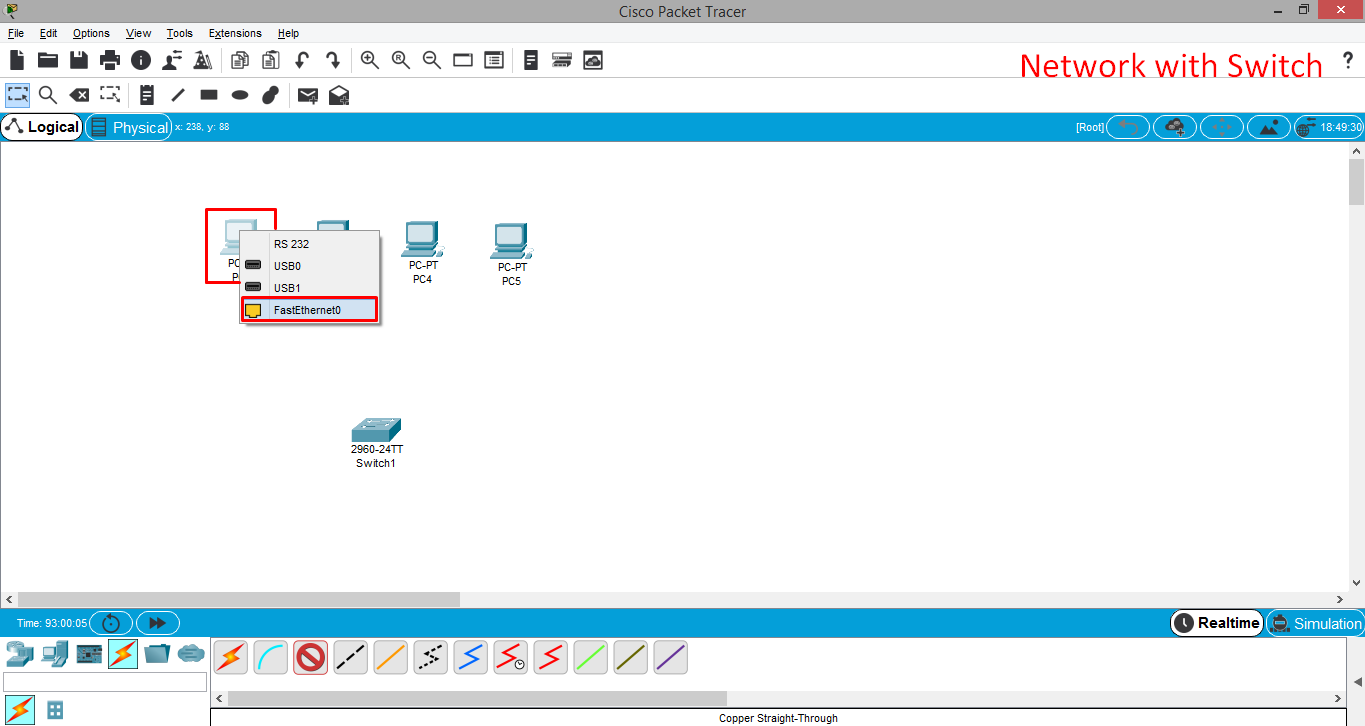 Cisco Packet Tracer
File Edit Options View Tools Extensions Help
Network with Switch
?
Logical
Physical
x: 238, y: 88
[Root]
18:49:30
RS 232
USB0
USB1
FastEthernet0
PC-PT
PC4
PC-PT
PC5
2960-24TT
Switch1
Time: 93:00:05
Realtime
Simulation
Copper Straight-Through